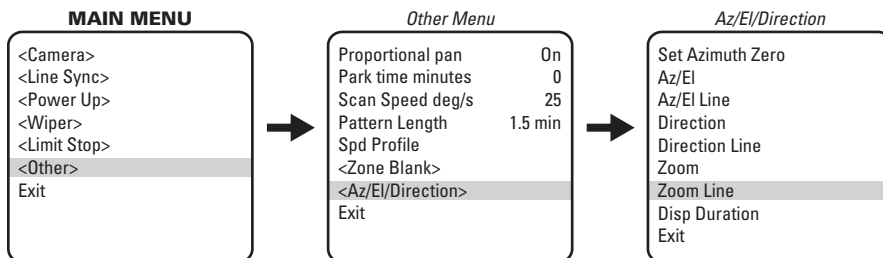 MAIN MENU
<Camera>
<Line Sync>
<Power Up>
<Wiper>
<Limit Stop>
<Other>
Exit
Other Menu
Proportional pan On
Park time minutes 0
Scan Speed deg/s 25
Pattern Length 1.5 min
Spd Profile
<Zone Blank>
<Az/El/Direction>
Exit
Az/El/Direction
Set Azimuth Zero
Az/El
Az/El Line
Direction
Direction Line
Zoom
Zoom Line
Disp Duration
Exit